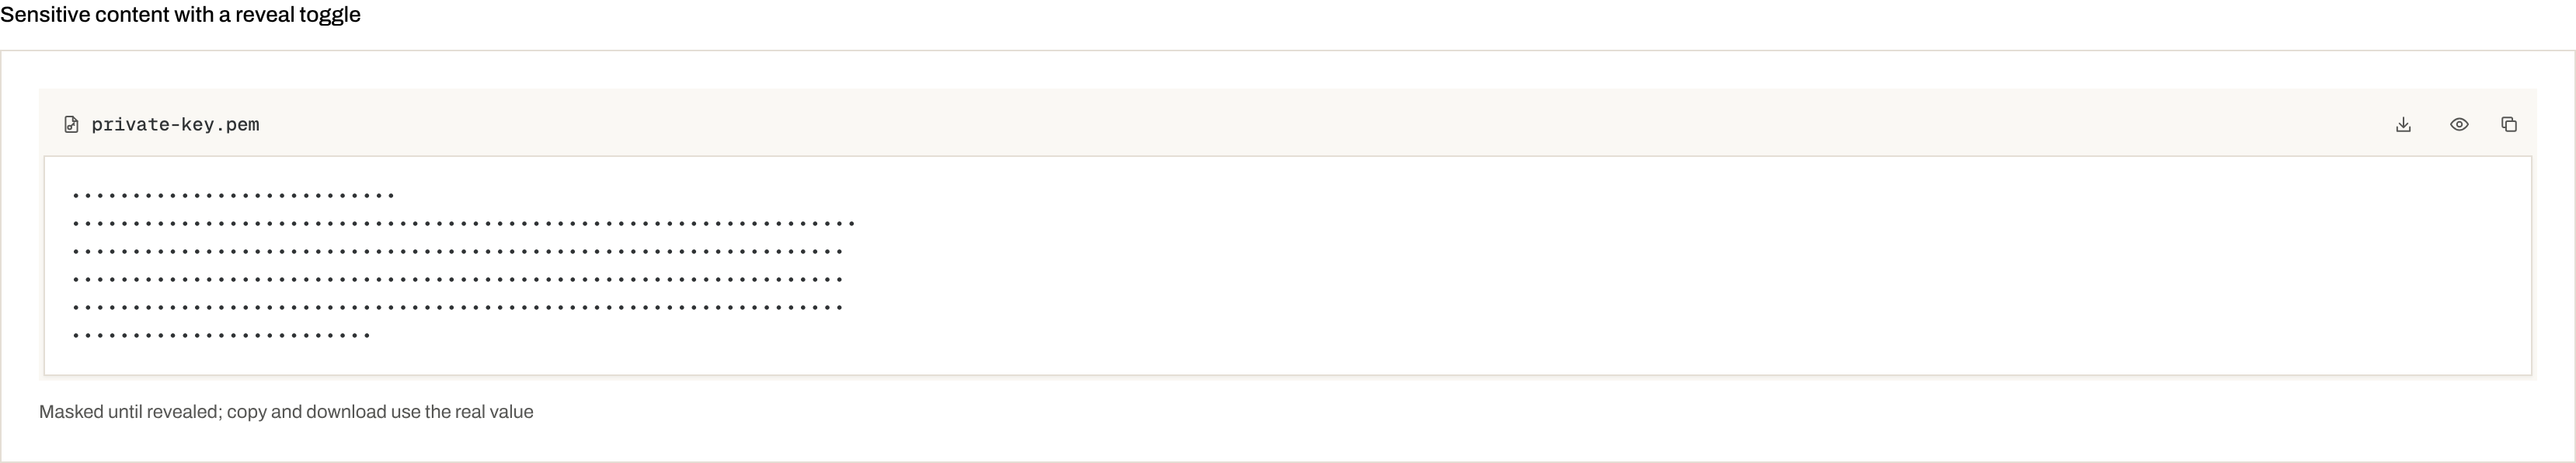 Sensitive content with a reveal toggle
private-key.pem
•••••••••••••••••••••••••••
•••••••••••••••••••••••••••••••••••••••••••••••••••••••••••••••••
••••••••••••••••••••••••••••••••••••••••••••••••••••••••••••••••
••••••••••••••••••••••••••••••••••••••••••••••••••••••••••••••••
••••••••••••••••••••••••••••••••••••••••••••••••••••••••••••••••
•••••••••••••••••••••••••
Masked until revealed; copy and download use the real value